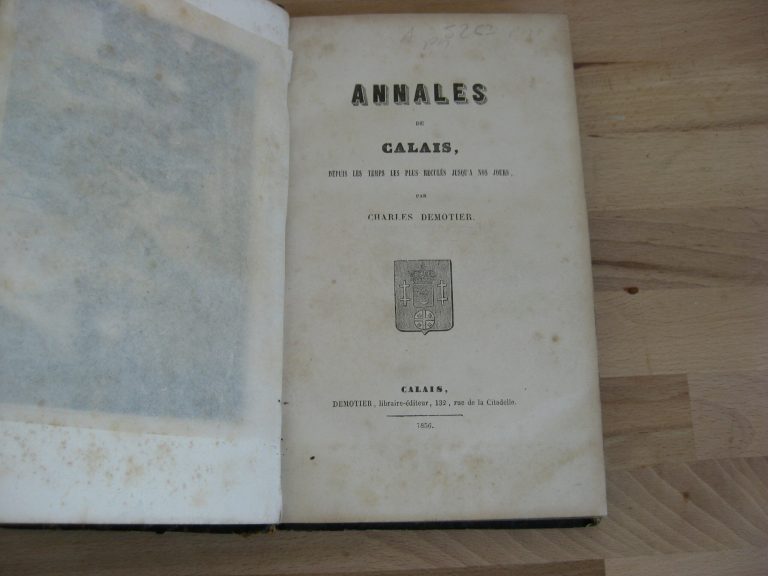 ANNALES
DE
CALAIS,
DEPUIS LES TEMPS LES PLUS RECULÉS JUSQU'A NOS JOURS,
PAR
CHARLES DEMOTIER.
CALAIS,
DEMOTIER, libraire-éditeur, 132, rue de la Citadelle.
1856.